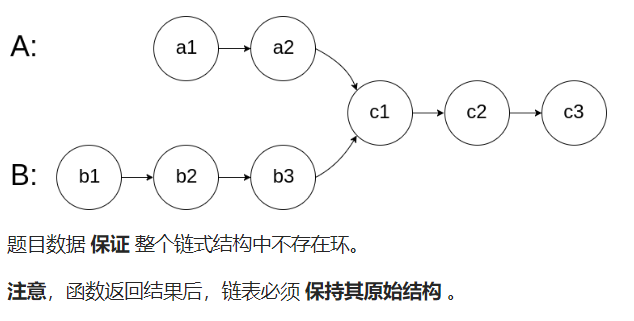 A: a1 a2
c1 c2 c3
B: b1 b2 b3
题目数据 保证 整个链式结构中不存在环。
注意，函数返回结果后，链表必须 保持其原始结构 。